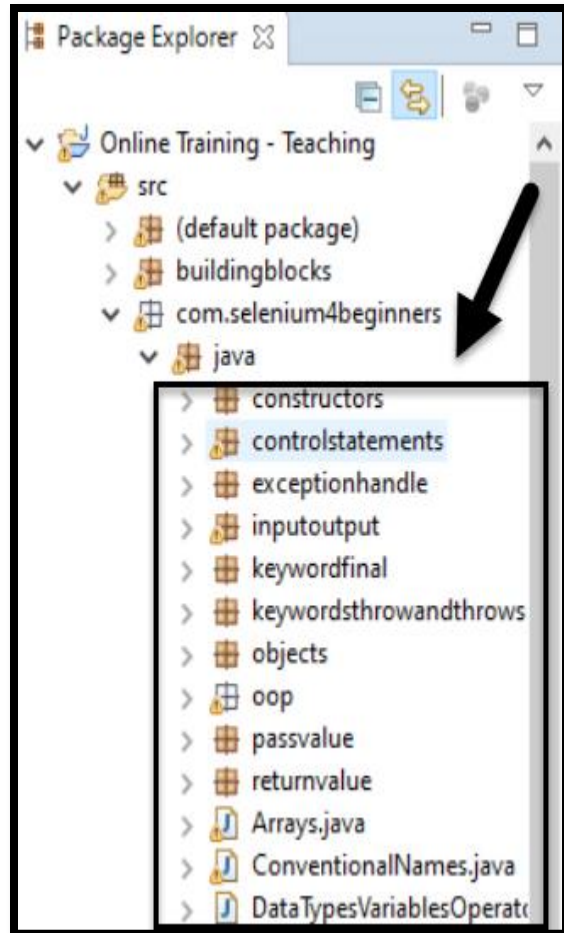 Package Explorer
Online Training - Teaching
src
(default package)
buildingblocks
com.selenium4beginners
java
constructors
controlstatements
exceptionhandle
inputoutput
keywordfinal
keywordsthrowandthrows
objects
oop
passvalue
returnvalue
Arrays.java
ConventionalNames.java
DataTypesVariablesOperato